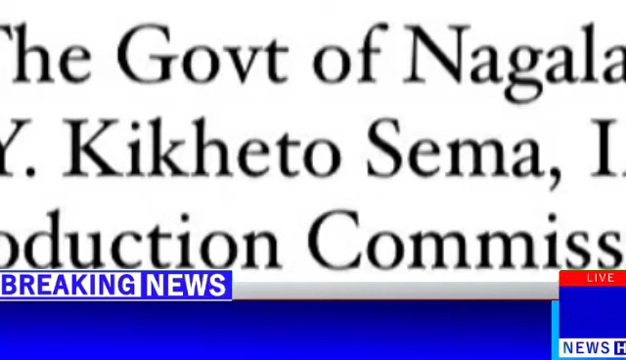 The Govt of Nagala
Y. Kikheto Sema, I
oduction Commiss
BREAKING NEWS
LIVE
NEWS H